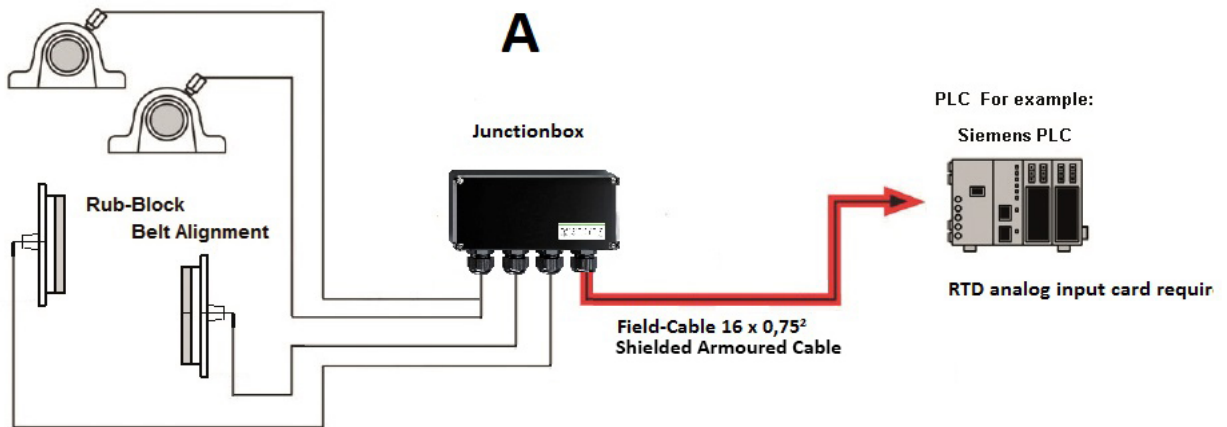 A
PLC For example:
Siemens PLC
Junctionbox
Rub-Block
Belt Alignment
RTD analog input card requir
Field-Cable 16 x 0,75²
Shielded Armoured Cable